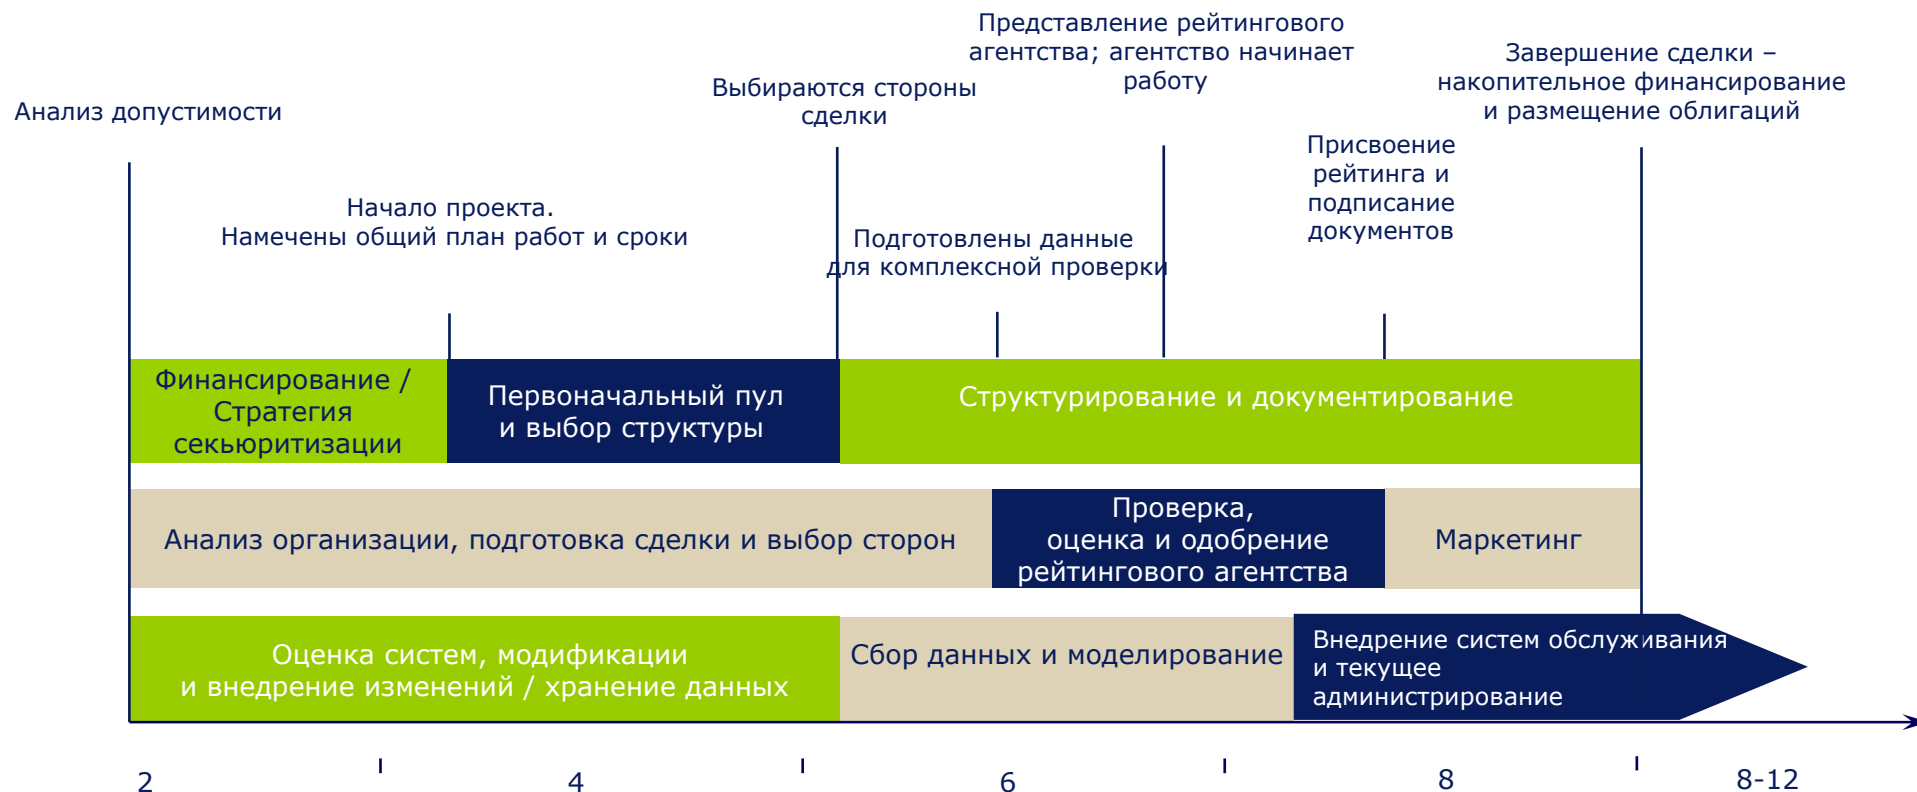 Представление рейтингового
агентства; агентство начинает
работу
Завершение сделки –
накопительное финансирование
и размещение облигаций
Выбираются стороны
сделки
Анализ допустимости
Присвоение
рейтинга и
подписание
документов
Начало проекта.
Намечены общий план работ и сроки
Подготовлены данные
для комплексной проверки
Финансирование /
Стратегия
секьюритизации
Первоначальный пул
и выбор структуры
Структурирование и документирование
Анализ организации, подготовка сделки и выбор сторон
Проверка,
оценка и одобрение
рейтингового агентства
Маркетинг
Оценка систем, модификации
и внедрение изменений / хранение данных
Сбор данных и моделирование
Внедрение систем обслуживания
и текущее
администрирование
2
4
6
8
8-12